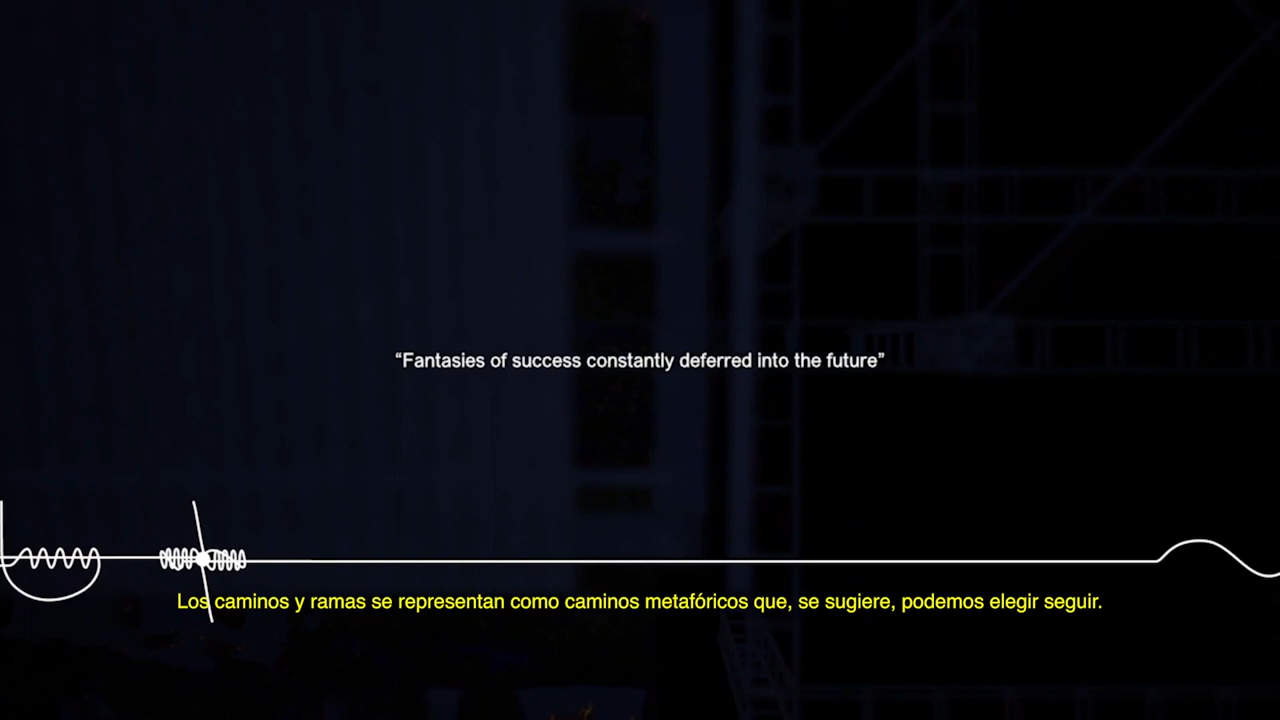 “Fantasies of success constantly deferred into the future”
Los caminos y ramas se representan como caminos metafóricos que, se sugiere, podemos elegir seguir.